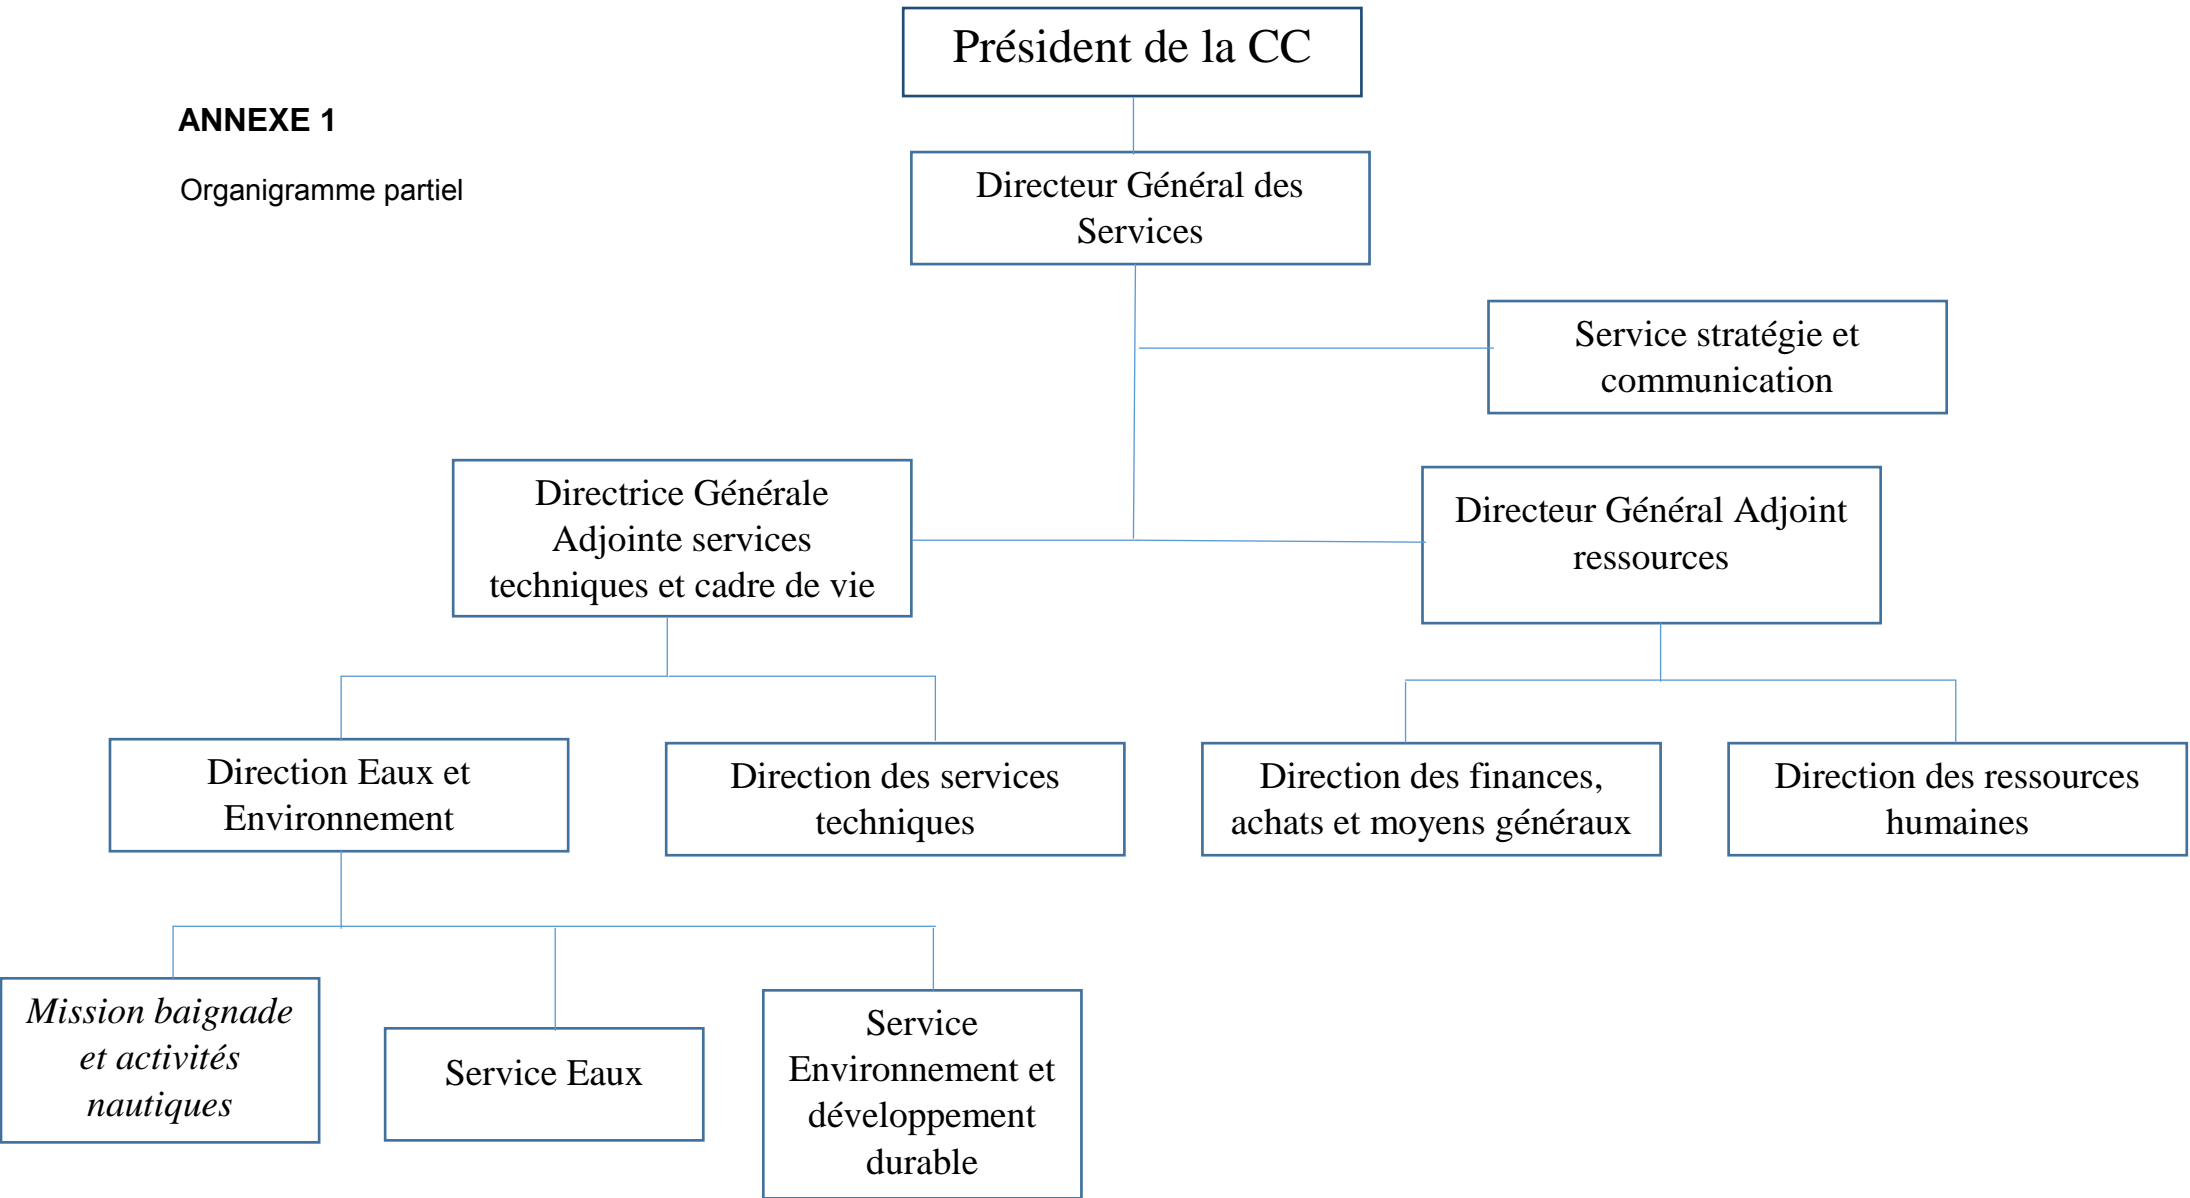 Président de la CC
ANNEXE 1
Organigramme partiel
Directeur Général des
Services
Service stratégie et
communication
Directrice Générale
Adjointe services
techniques et cadre de vie
Directeur Général Adjoint
ressources
Direction Eaux et
Environnement
Direction des services
techniques
Direction des finances,
achats et moyens généraux
Direction des ressources
humaines
Mission baignade
et activités
nautiques
Service Eaux
Service
Environnement et
développement
durable